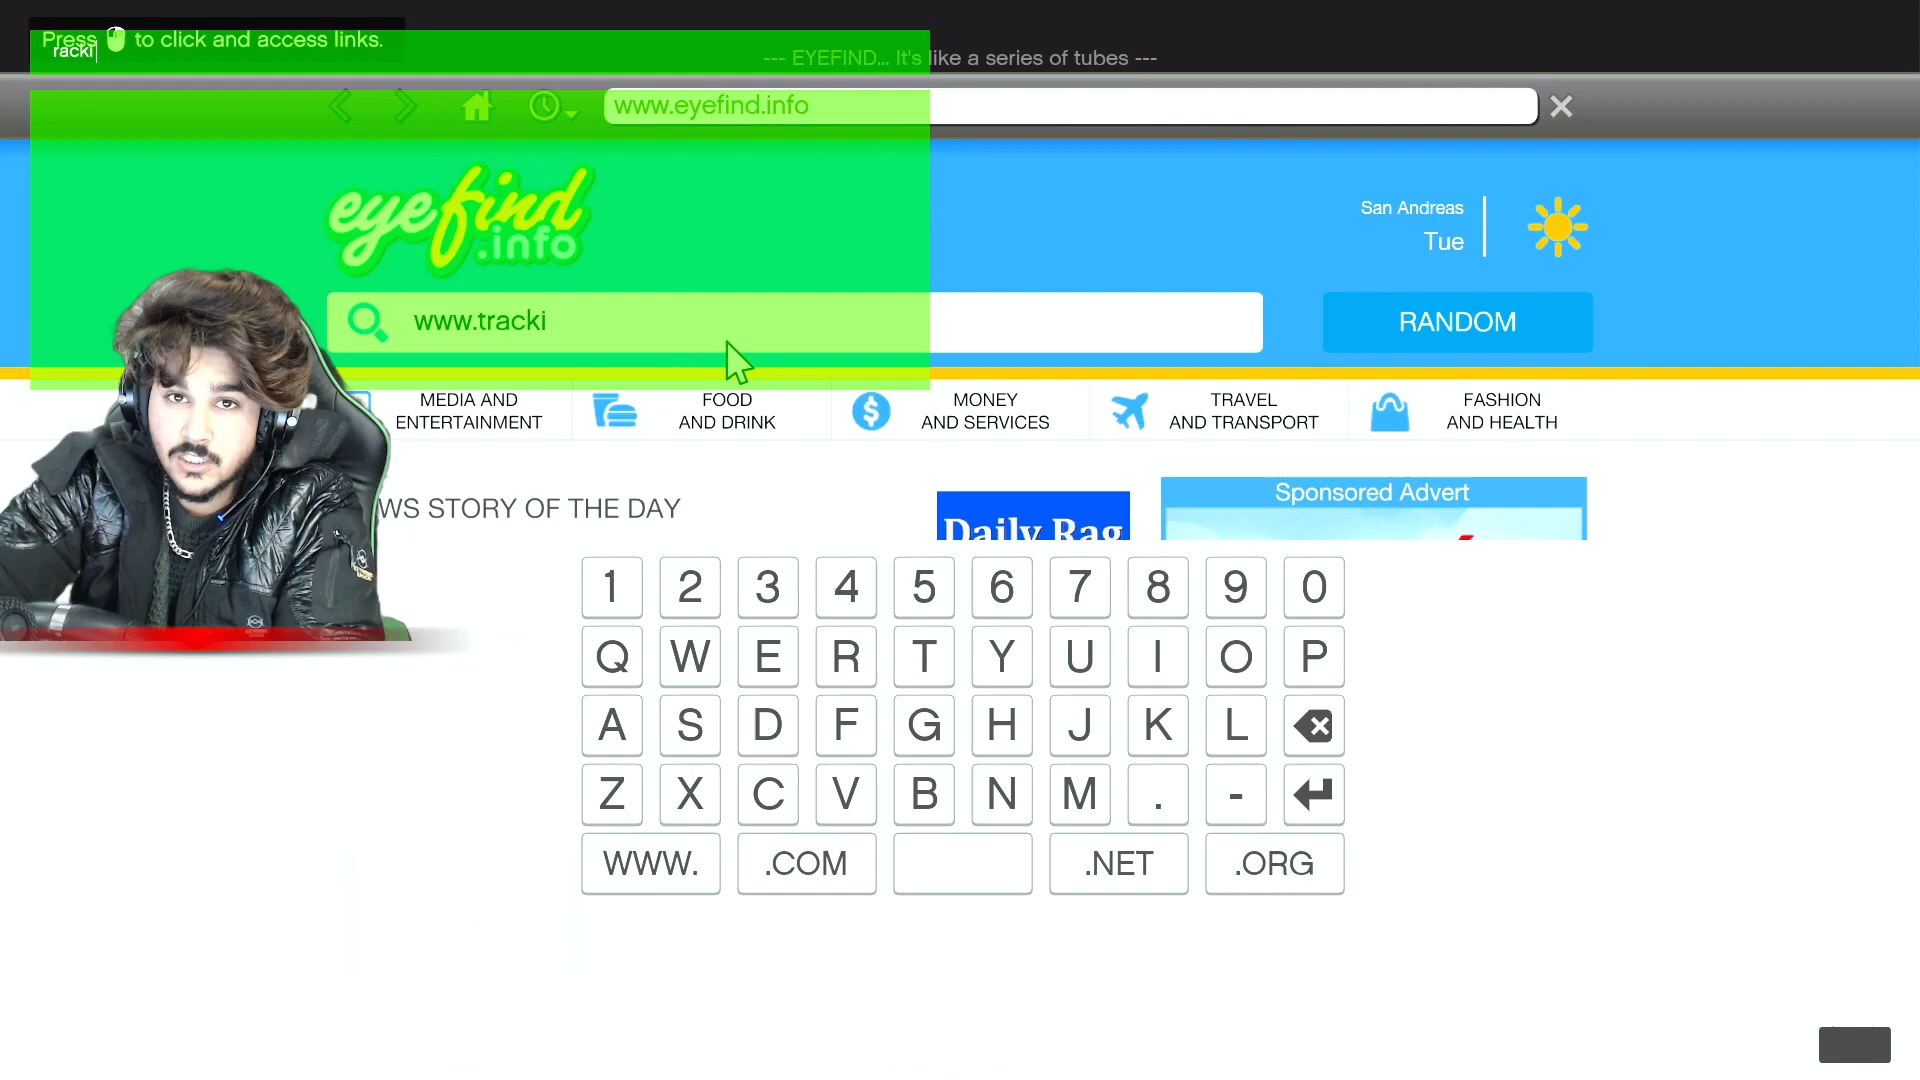 Press to click and access links.
racki
--- EYEFIND... It's like a series of tubes ---
www.eyefind.info
eyefind
.info
San Andreas
Tue
www.tracki
RANDOM
MEDIA AND
ENTERTAINMENT
FOOD
AND DRINK
MONEY
AND SERVICES
TRAVEL
AND TRANSPORT
FASHION
AND HEALTH
WS STORY OF THE DAY
Daily Rag
Sponsored Advert
1 2 3 4 5 6 7 8 9 0
Q W E R T Y U I O P
A S D F G H J K L
Z X C V B N M . -
WWW. .COM .NET .ORG